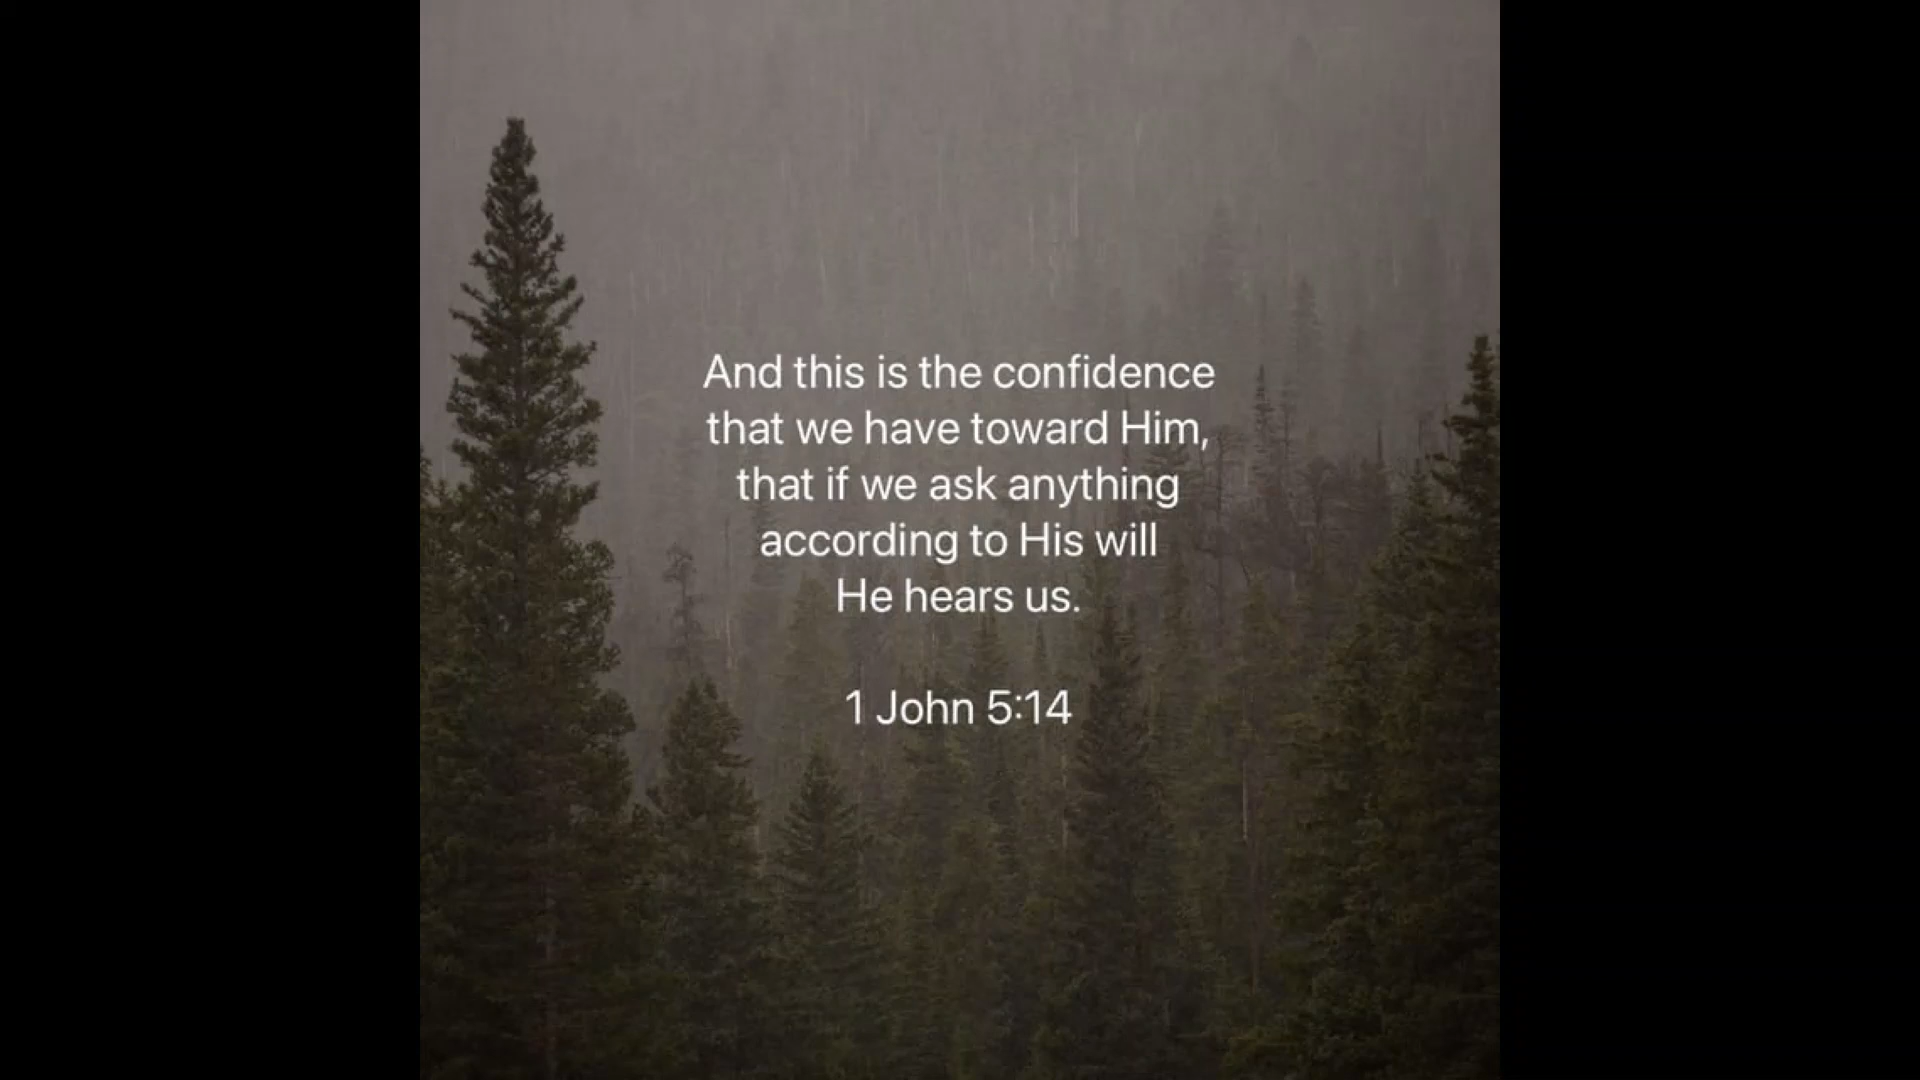 And this is the confidence
that we have toward Him,
that if we ask anything
according to His will
He hears us.
1 John 5:14